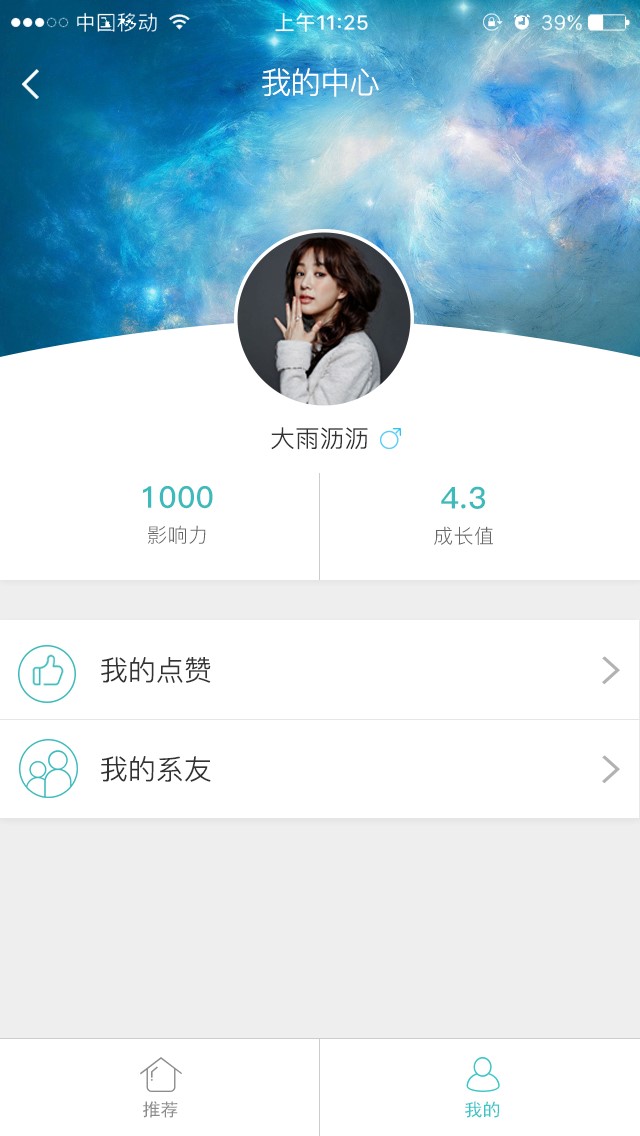 中国移动 上午11:25 39%
我的中心
大雨沥沥
1000 4.3
影响力 成长值
我的点赞
我的系友
推荐 我的